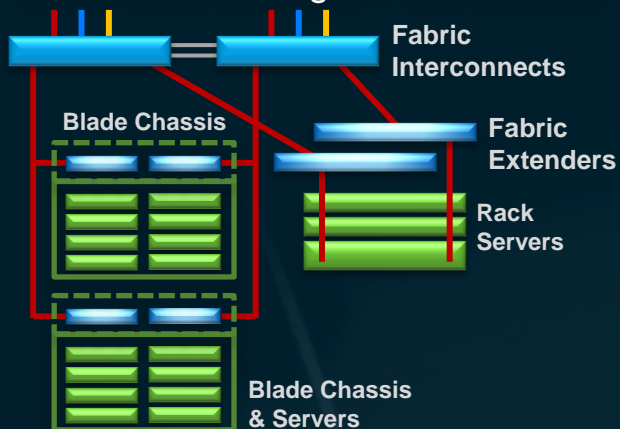 Fabric
Interconnects
Blade Chassis
Fabric
Extenders
Rack
Servers
Blade Chassis
& Servers